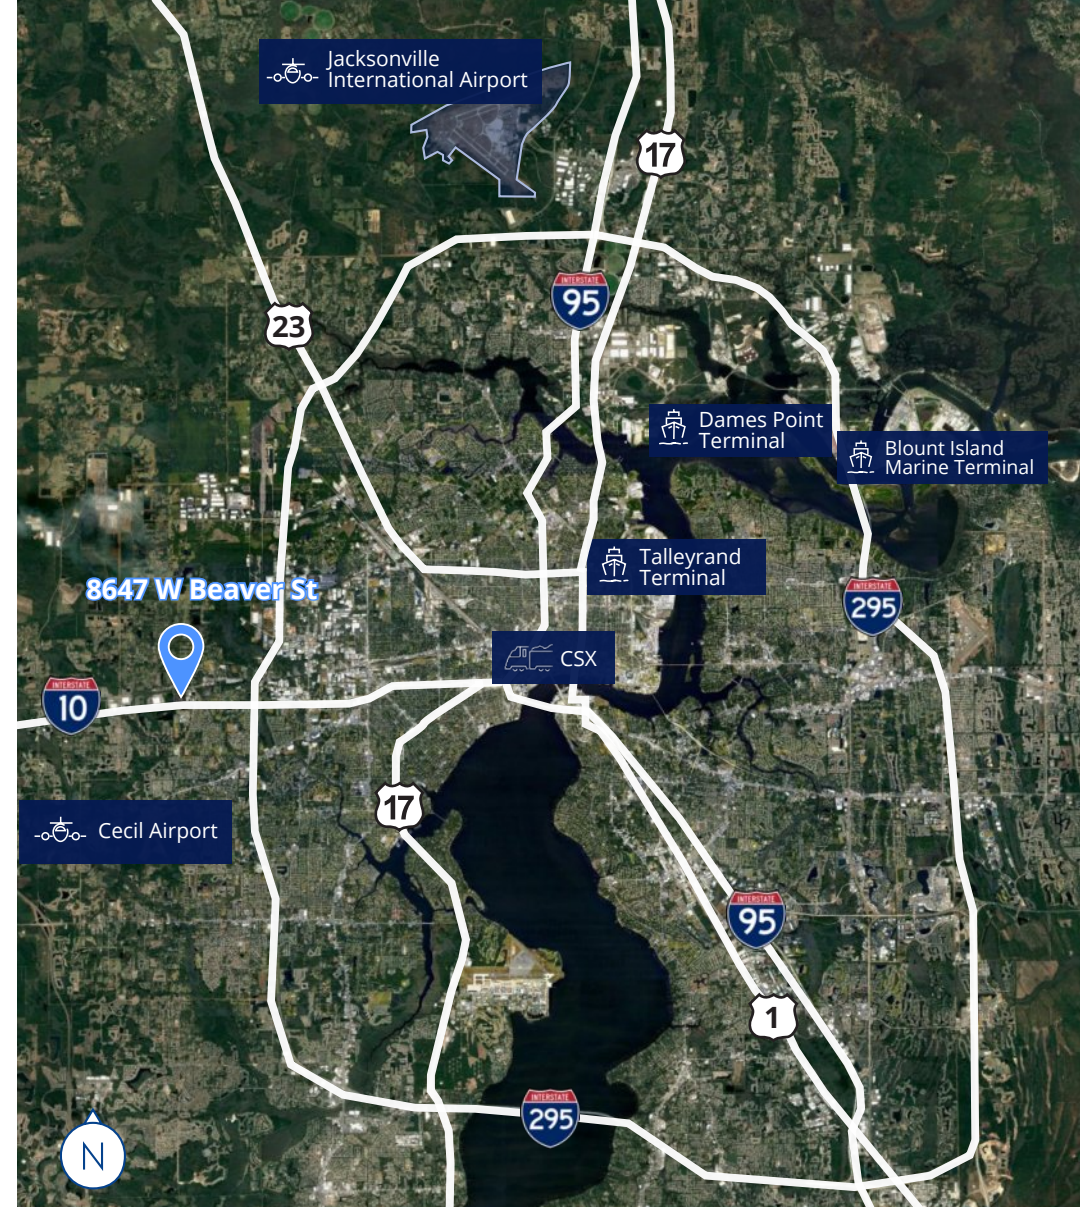 Jacksonville
International Airport
17
INTERSTATE
95
23
Dames Point
Terminal
Blount Island
Marine Terminal
Talleyrand
Terminal
8647 W Beaver St
INTERSTATE
295
CSX
INTERSTATE
10
17
Cecil Airport
INTERSTATE
95
1
INTERSTATE
295
N